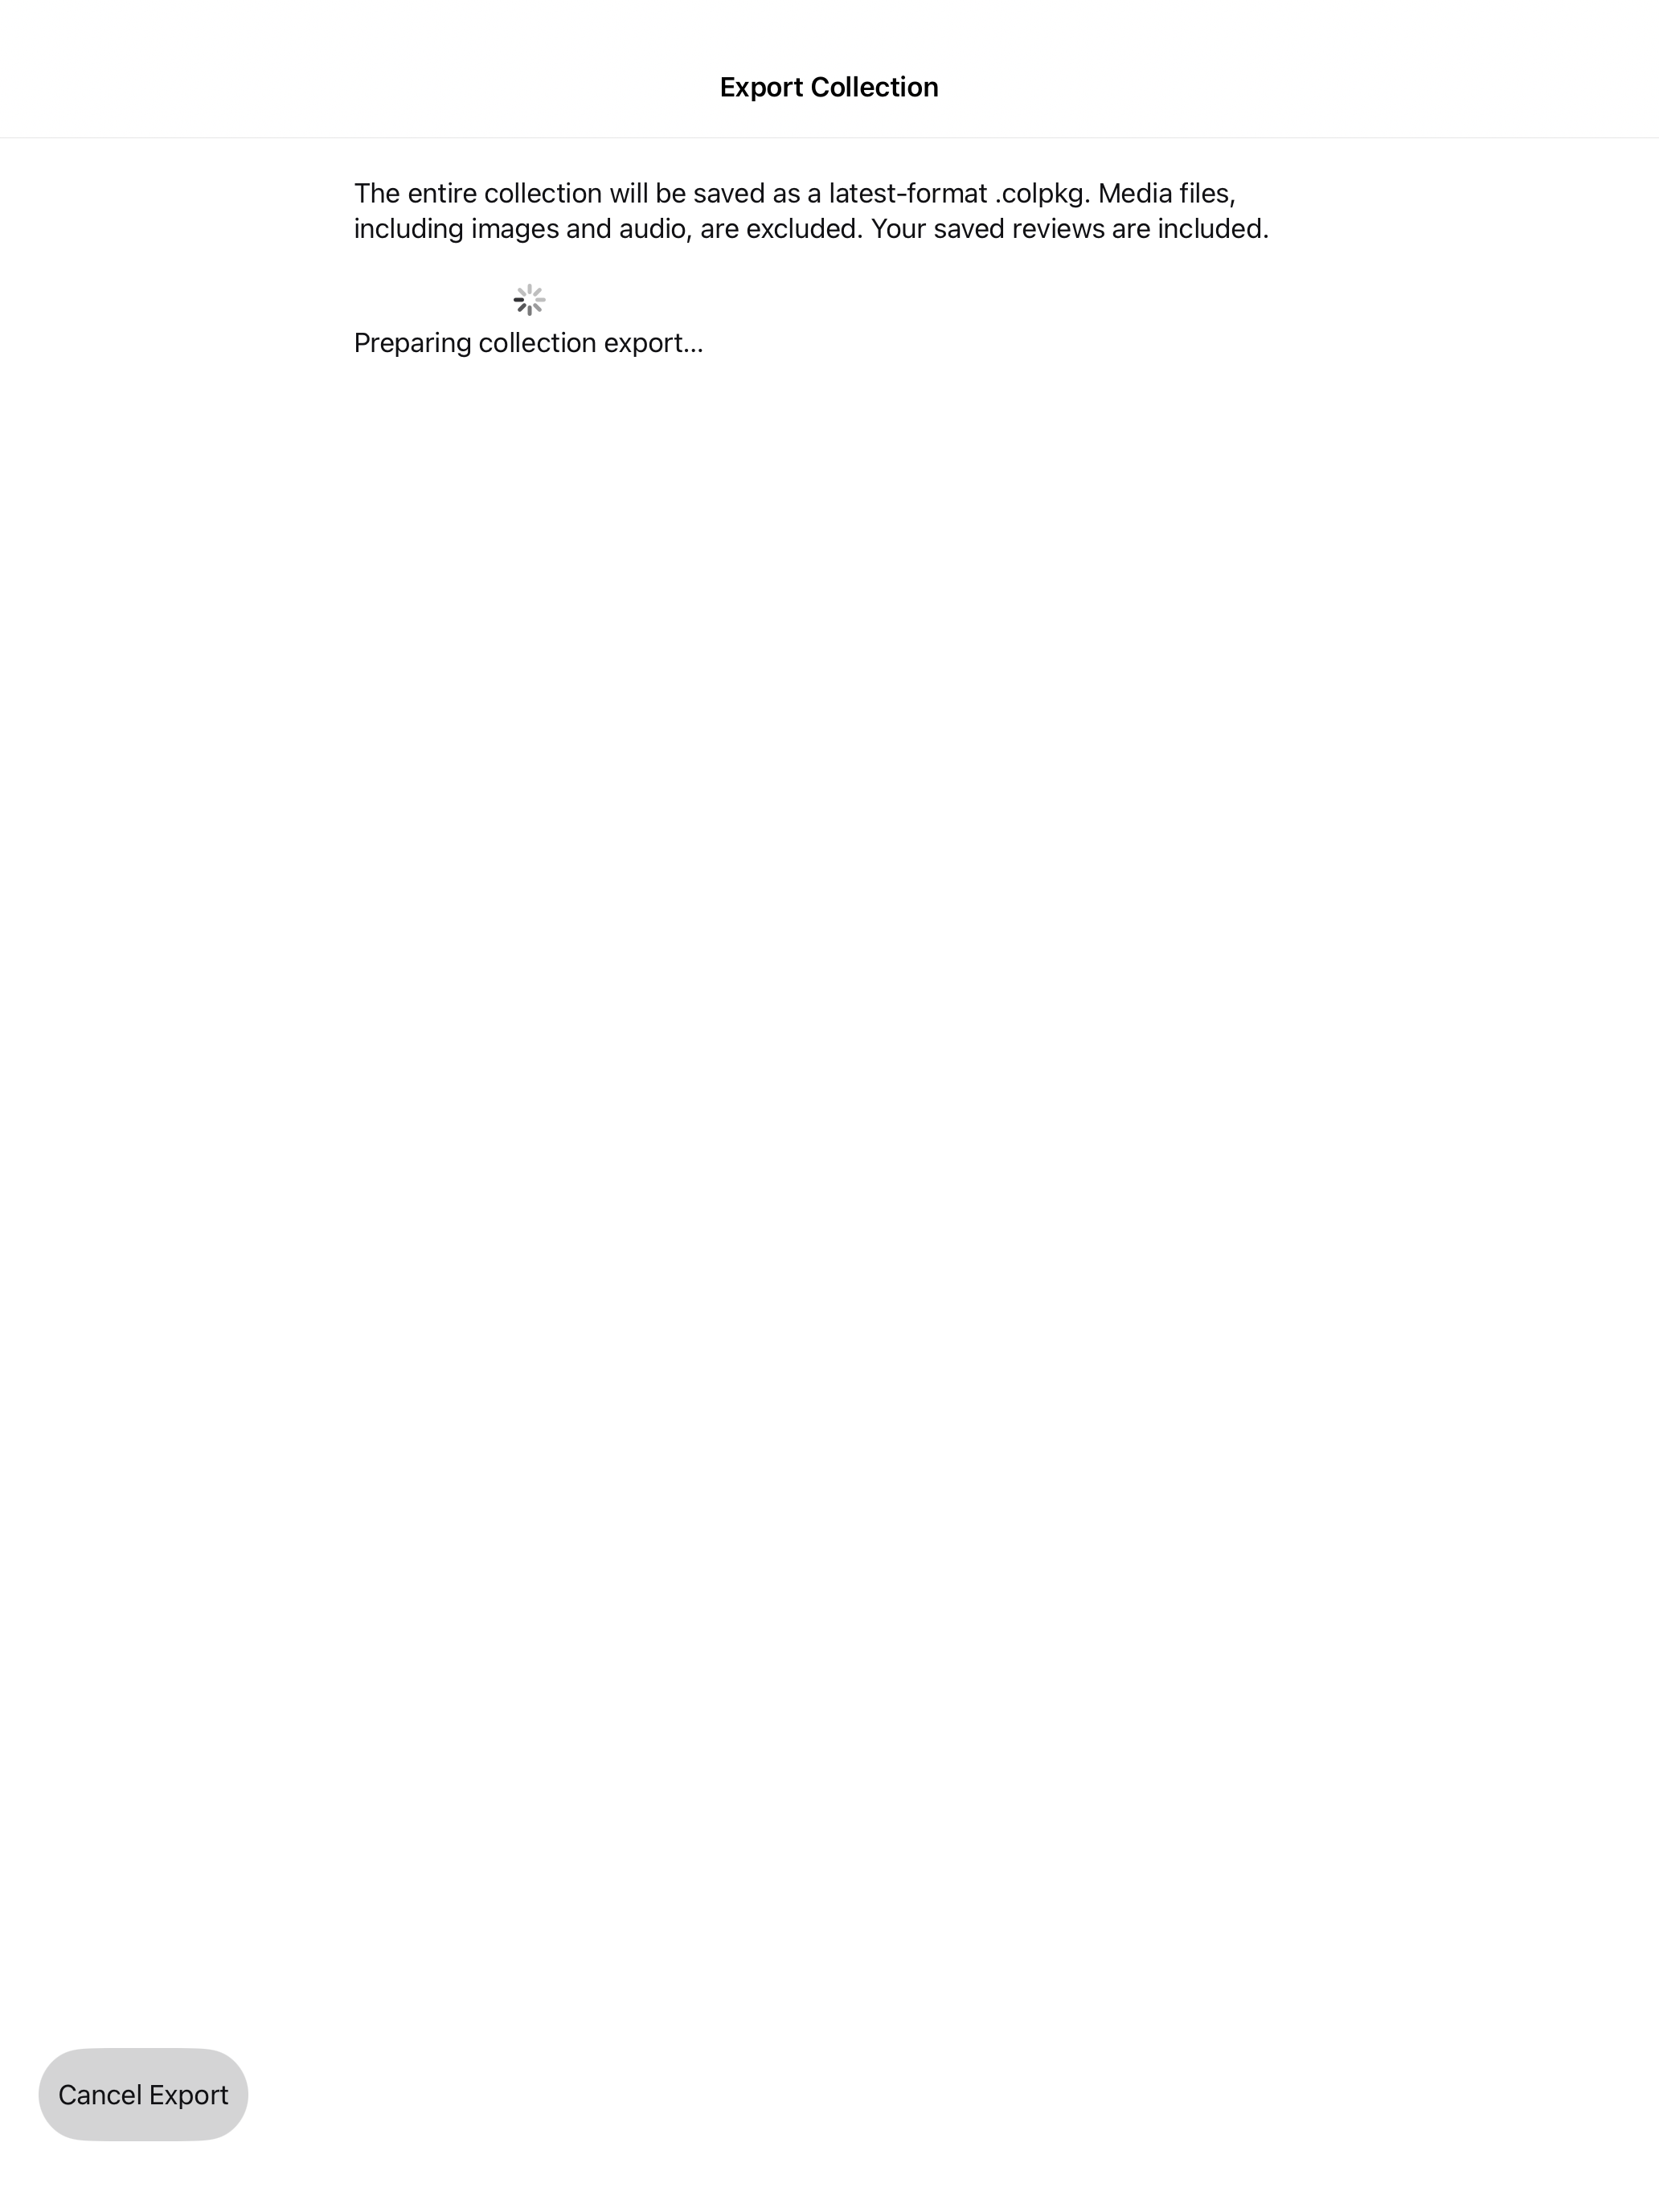 Export Collection
The entire collection will be saved as a latest-format .colpkg. Media files,
including images and audio, are excluded. Your saved reviews are included.
Preparing collection export...
Cancel Export